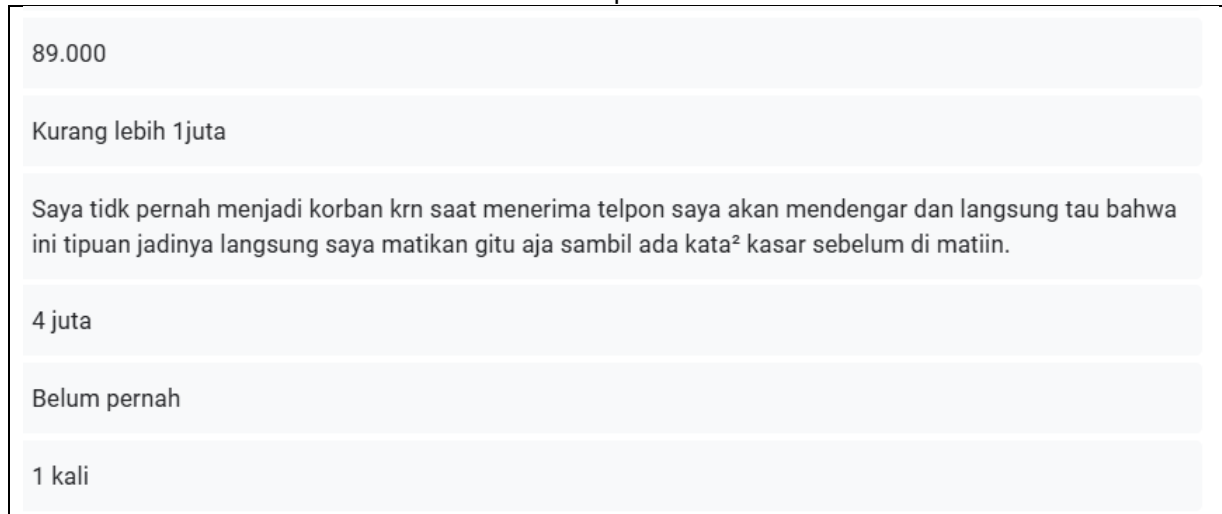 89.000
Kurang lebih 1juta
Saya tidk pernah menjadi korban krn saat menerima telpon saya akan mendengar dan langsung tau bahwa
ini tipuan jadinya langsung saya matikan gitu aja sambil ada kata² kasar sebelum di matiin.
4 juta
Belum pernah
1 kali